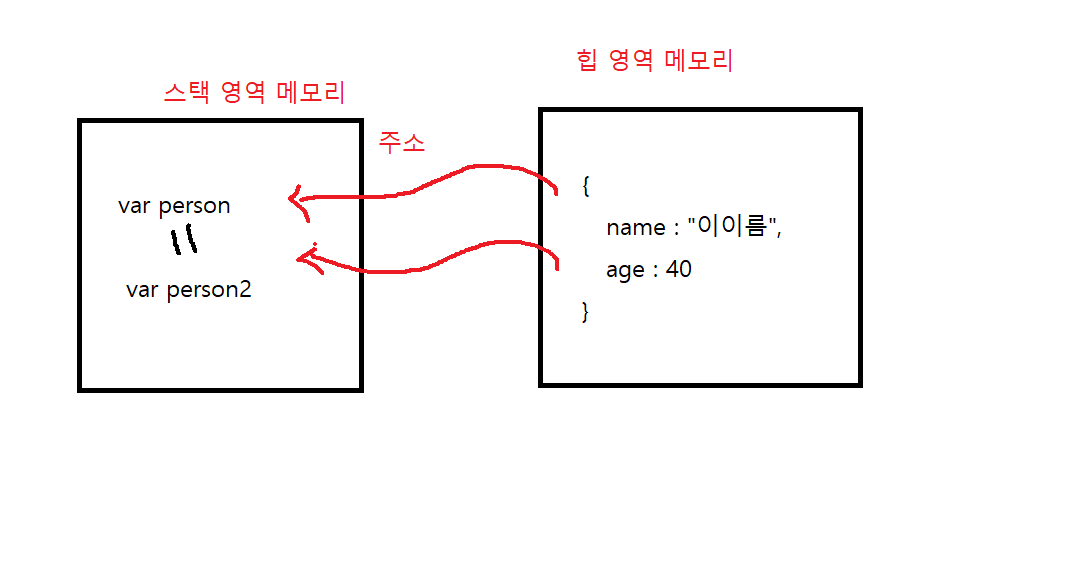 힙 영역 메모리
스택 영역 메모리
주소
var person
var person2
{
name : "이이름",
age : 40
}